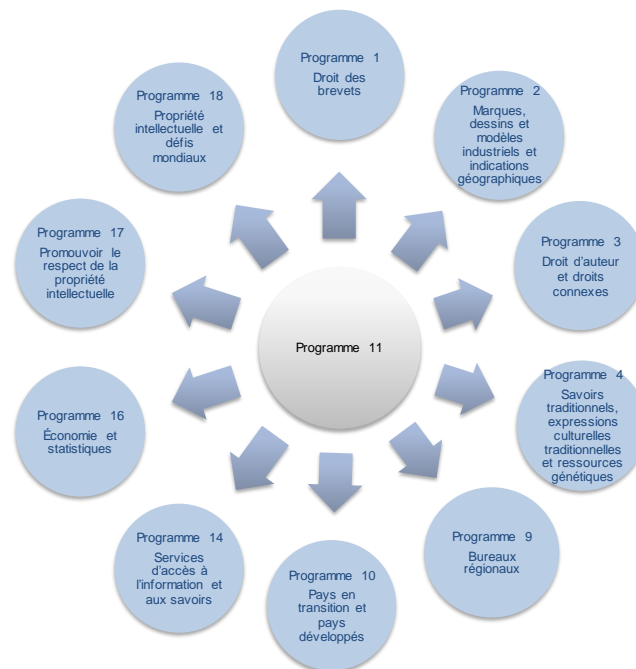 Programme 1
Droit des
brevets
Programme 2
Marques,
dessins et
modèles
industriels et
indications
géographiques
Programme 3
Droit d'auteur
et droits
connexes
Programme 4
Savoirs
traditionnels,
expressions
culturelles
traditionnelles
et ressources
génétiques
Programme 9
Bureaux
régionaux
Programme 10
Pays en
transition et
pays
développés
Programme 14
Services
d'accès à
l'information et
aux savoirs
Programme 16
Économie et
statistiques
Programme 17
Promouvoir le
respect de la
propriété
intellectuelle
Programme 18
Propriété
intellectuelle et
défis
mondiaux
Programme 11